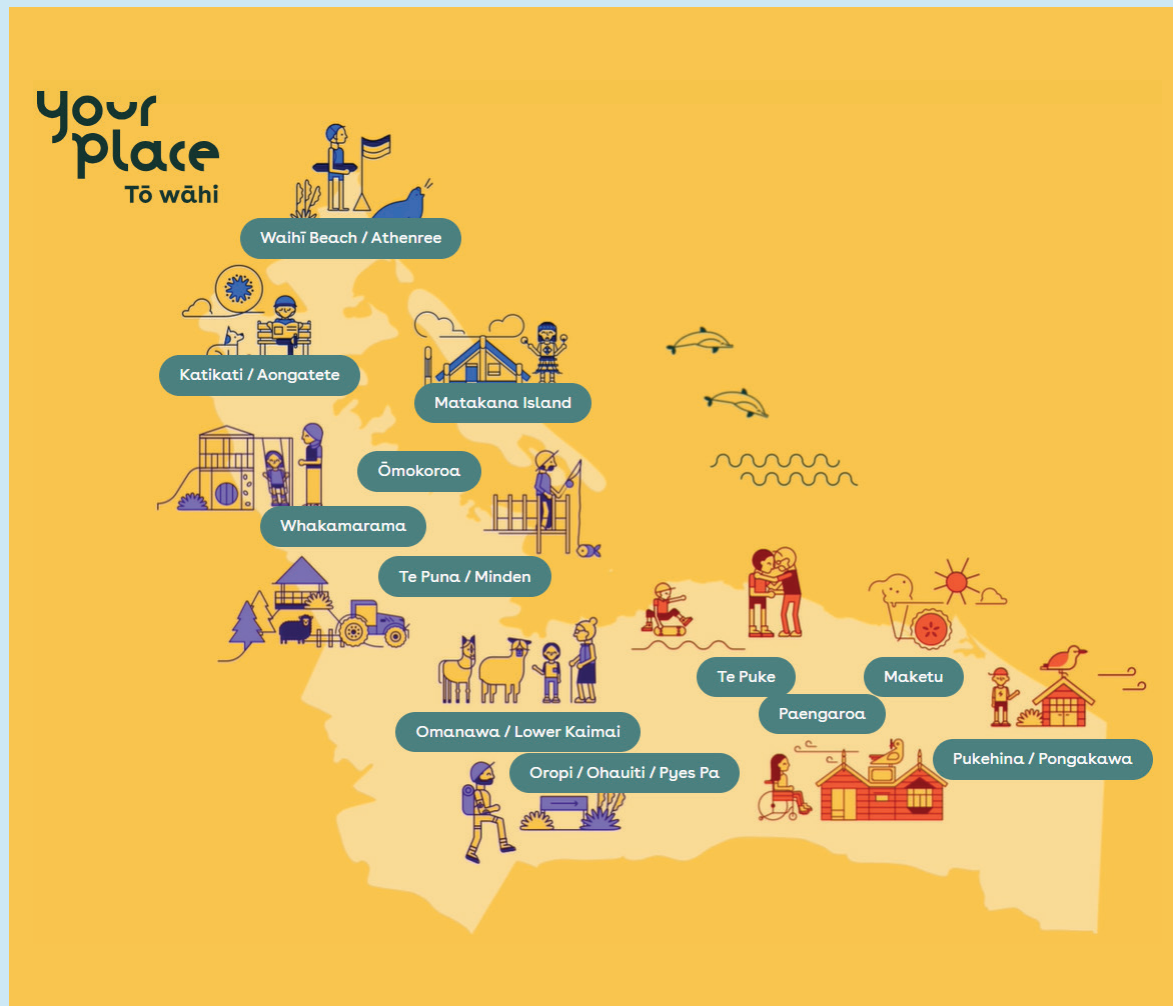 your
place
Tō wāhi
Waihī Beach / Athenree
Katikati / Aongatete
Matakana Island
Ōmokoroa
Whakamarama
Te Puna / Minden
Te Puke
Maketu
Paengaroa
Omanawa / Lower Kaimai
Pukehina / Pongakawa
Oropi / Ohauiti / Pyes Pa